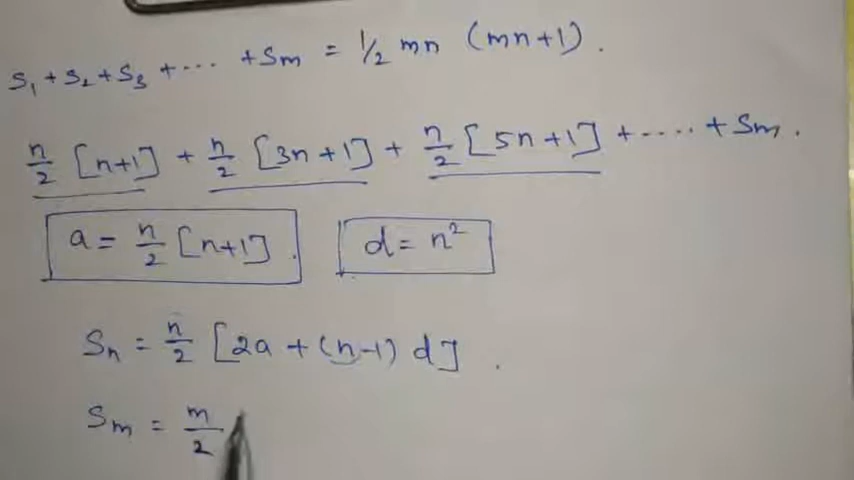 S₁ + S₂ + S₃ + ···· + Sm = 1/2 mn (mn+1).
n/2 [n+1] + n/2 [3n+1] + n/2 [5n+1] + ····· + Sm.
a = n/2 [n+1]. d = n²
Sn = n/2 [2a + (n-1) d].
Sm = m/2